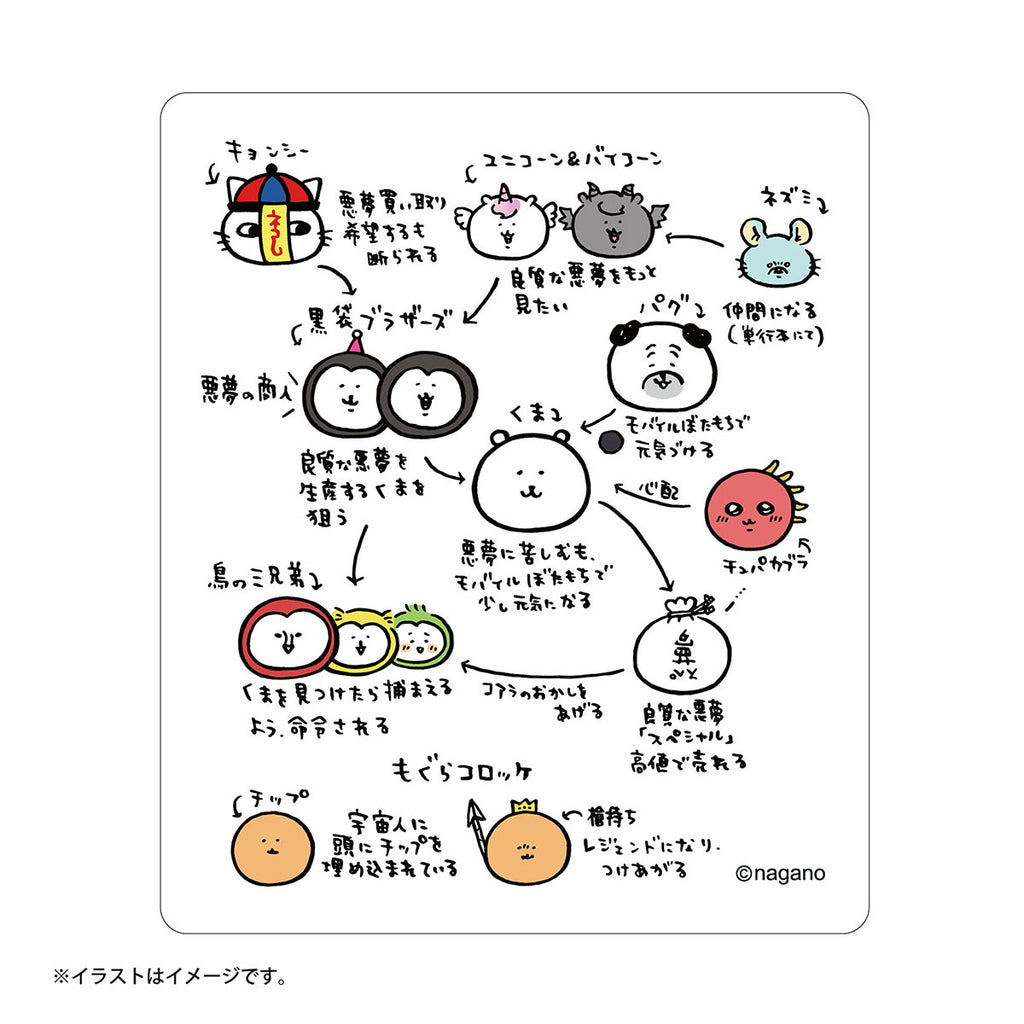 キョンシー
ねろし
悪夢買い取り
希望するも
断られる
ユニコーン&バイコーン
良質な悪夢をもっと
見たい
ネズミ
仲間になる
(単行本にて)
黒袋ブラザーズ
悪夢の商人
良質な悪夢を
生産するくまを
狙う
パグ
モバイルぼたもちで
元気づける
くま
悪夢に苦しむも、
モバイルぼたもちで
少し元気になる
心配
チュパカブラ
鳥の三兄弟
くまを見つけたら捕まえる
よう、命令される
コアラのおかしを
あげる
良質な悪夢
「スペシャル」
高値で売れる
もぐらコロッケ
チップ
宇宙人に
頭にチップを
埋め込まれている
槍持ち
レジェンドになり、
つけあがる
©nagano
※イラストはイメージです。